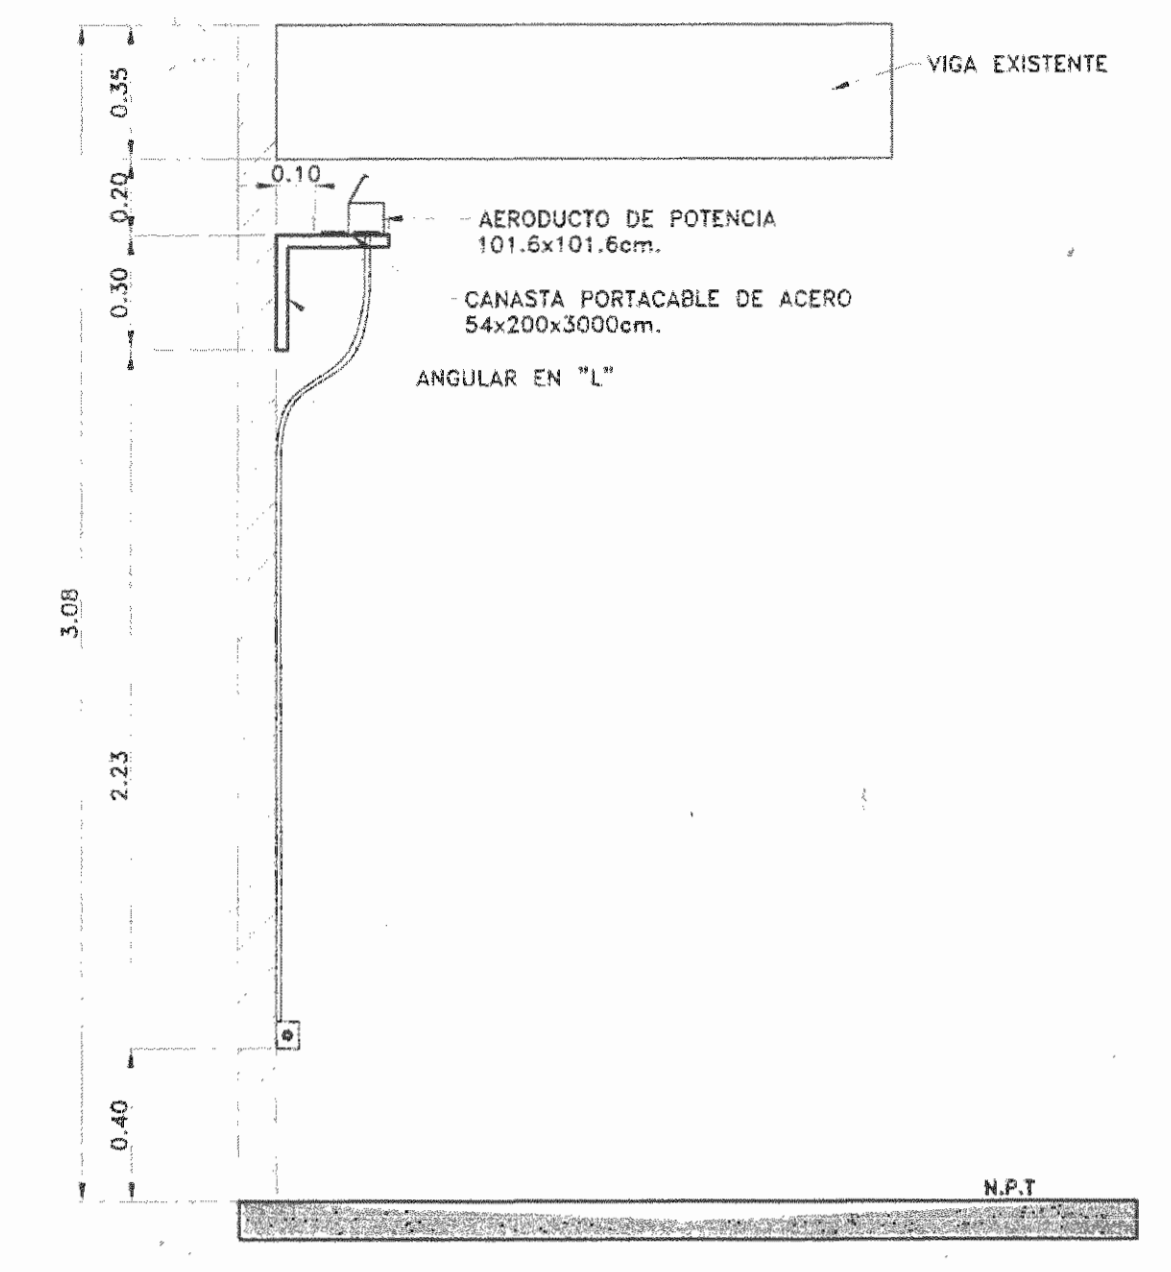 0.35
VIGA EXISTENTE
0.10
0.20
AERODUCTO DE POTENCIA
101.6x101.6cm.
0.30
CANASTA PORTACABLE DE ACERO
54x200x3000cm.
ANGULAR EN "L"
3.08
2.23
0.40
N.P.T